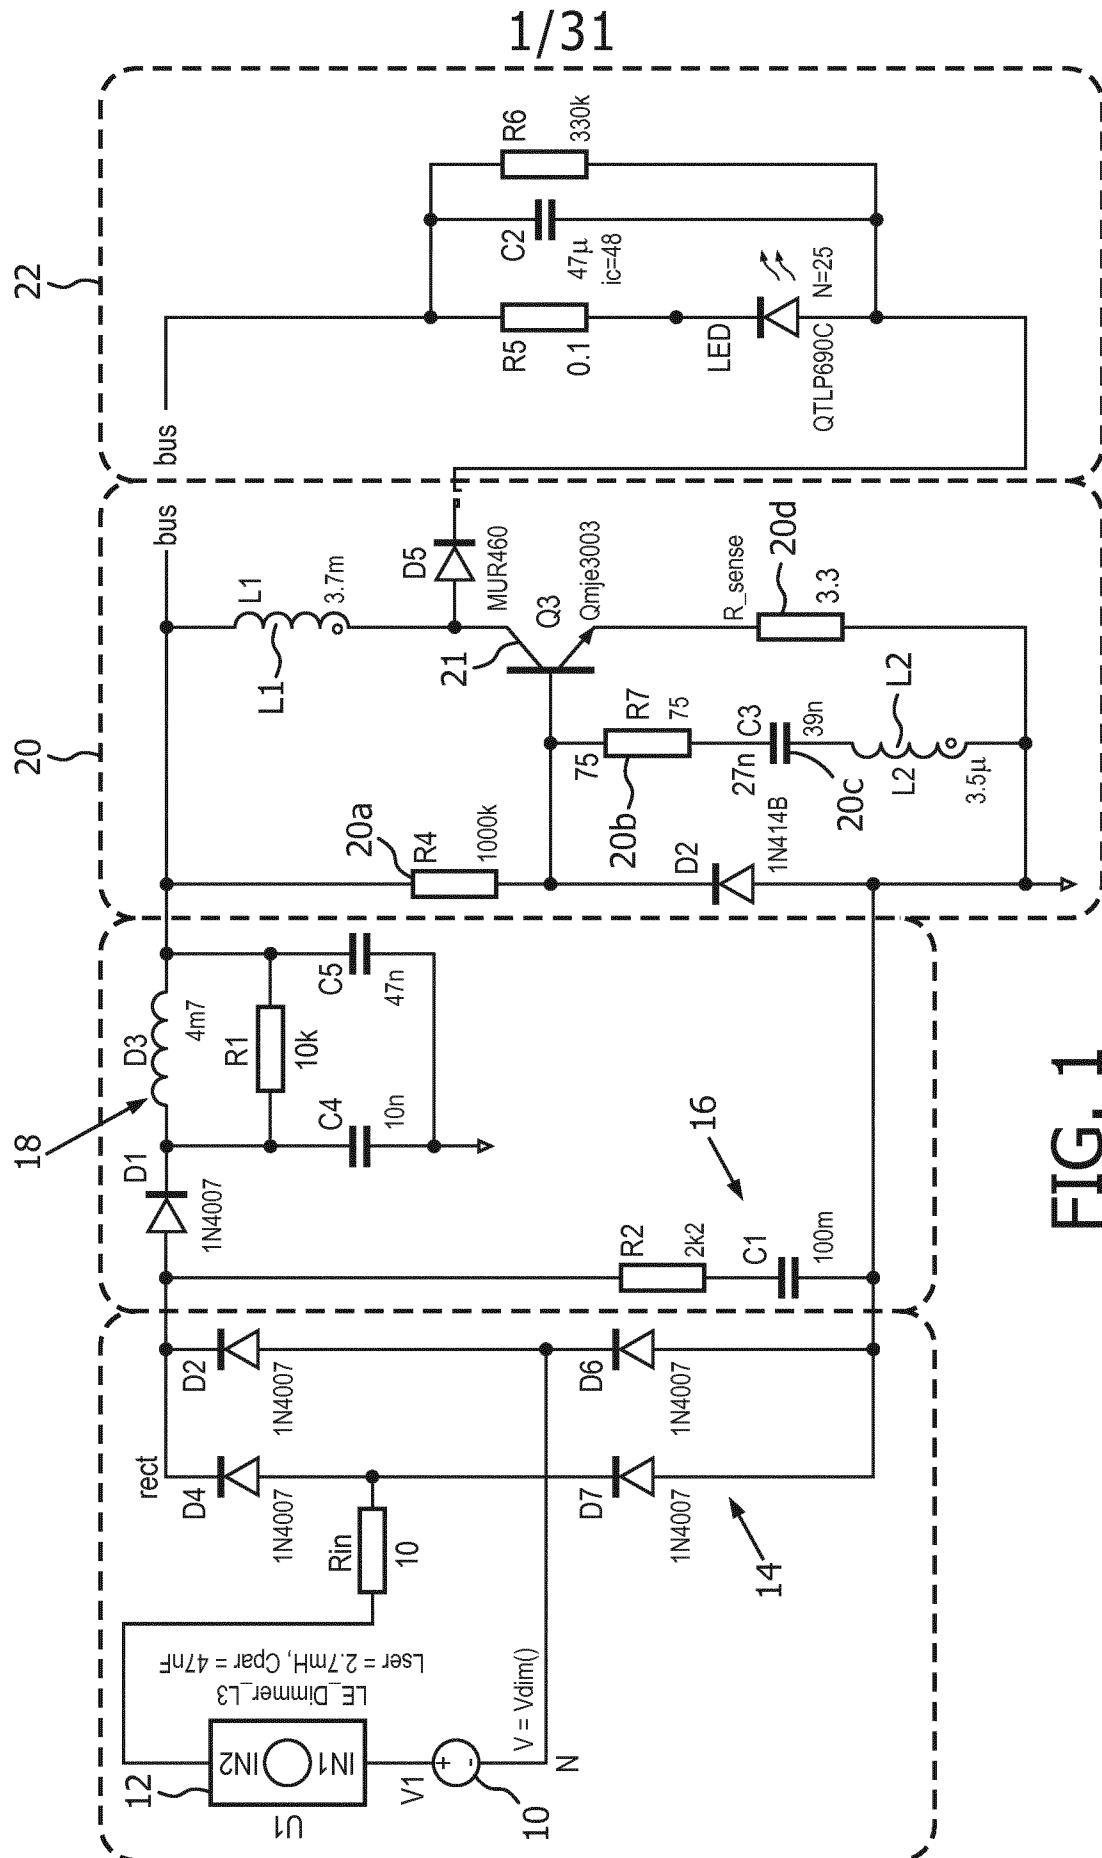 1/31
22
R6
330k
C2
47µ
ic=48
R5
0.1
LED
QTLP690C
N=25
bus
20
bus
L1
3.7m
L1
D5
MUR460
21
Q3
Qmje3003
R_sense
20d
3.3
20a
R4
1000k
75
R7
75
20b
27n
C3
39n
20c
L2
L2
3.5µ
D2
1N414B
18
D3
4m7
D1
1N4007
R1
10k
C5
47n
C4
10n
16
R2
2k2
C1
100m
rect
D2
1N4007
D6
1N4007
D4
1N4007
D7
1N4007
14
Rin
10
Lser = 2.7mH, Cpar = 47nF
LE_Dimmer_L3
IN2
IN1
12
U1
V1
+
-
10
V = Vdim()
N
FIG. 1